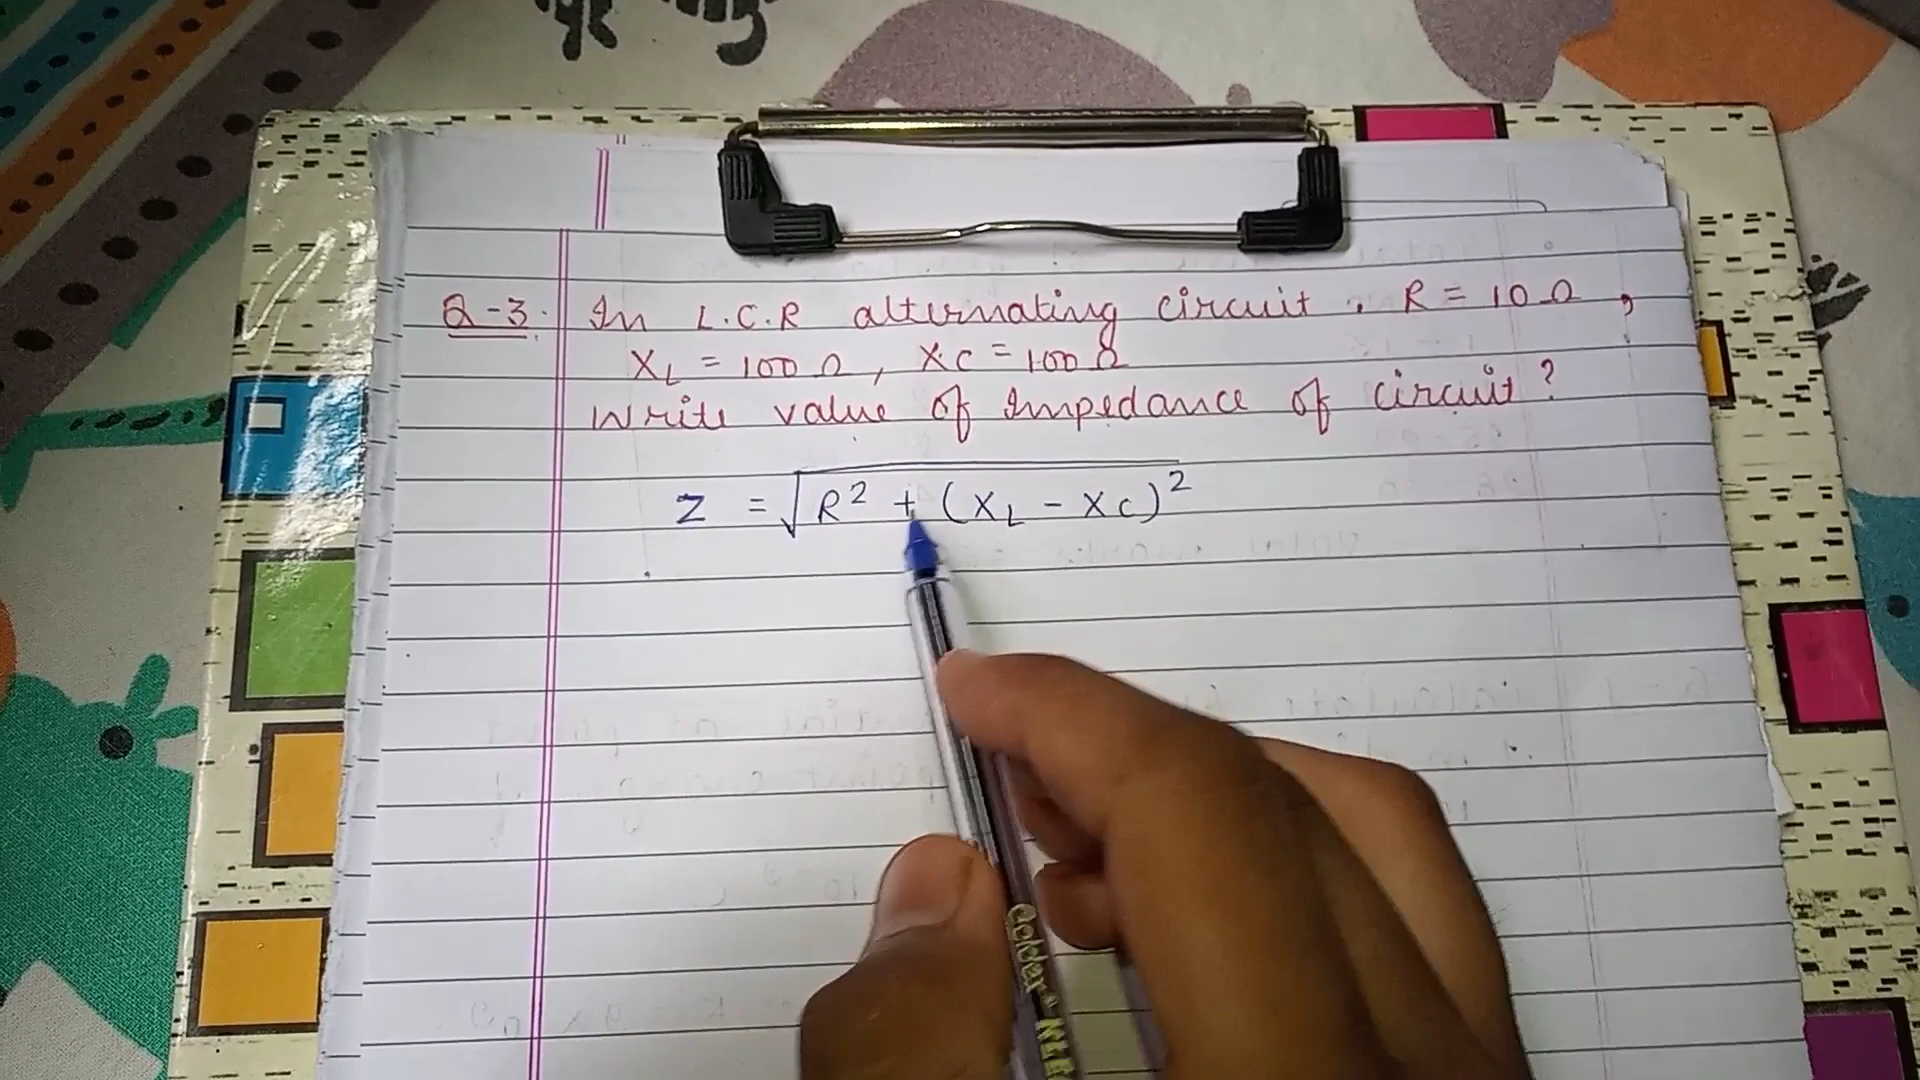 Q-3. In L.C.R alternating circuit, R = 10 Ω,
XL = 100 Ω, XC = 100 Ω
Write value of Impedance of circuit?
Z = √R² + (XL - XC)²
Golden